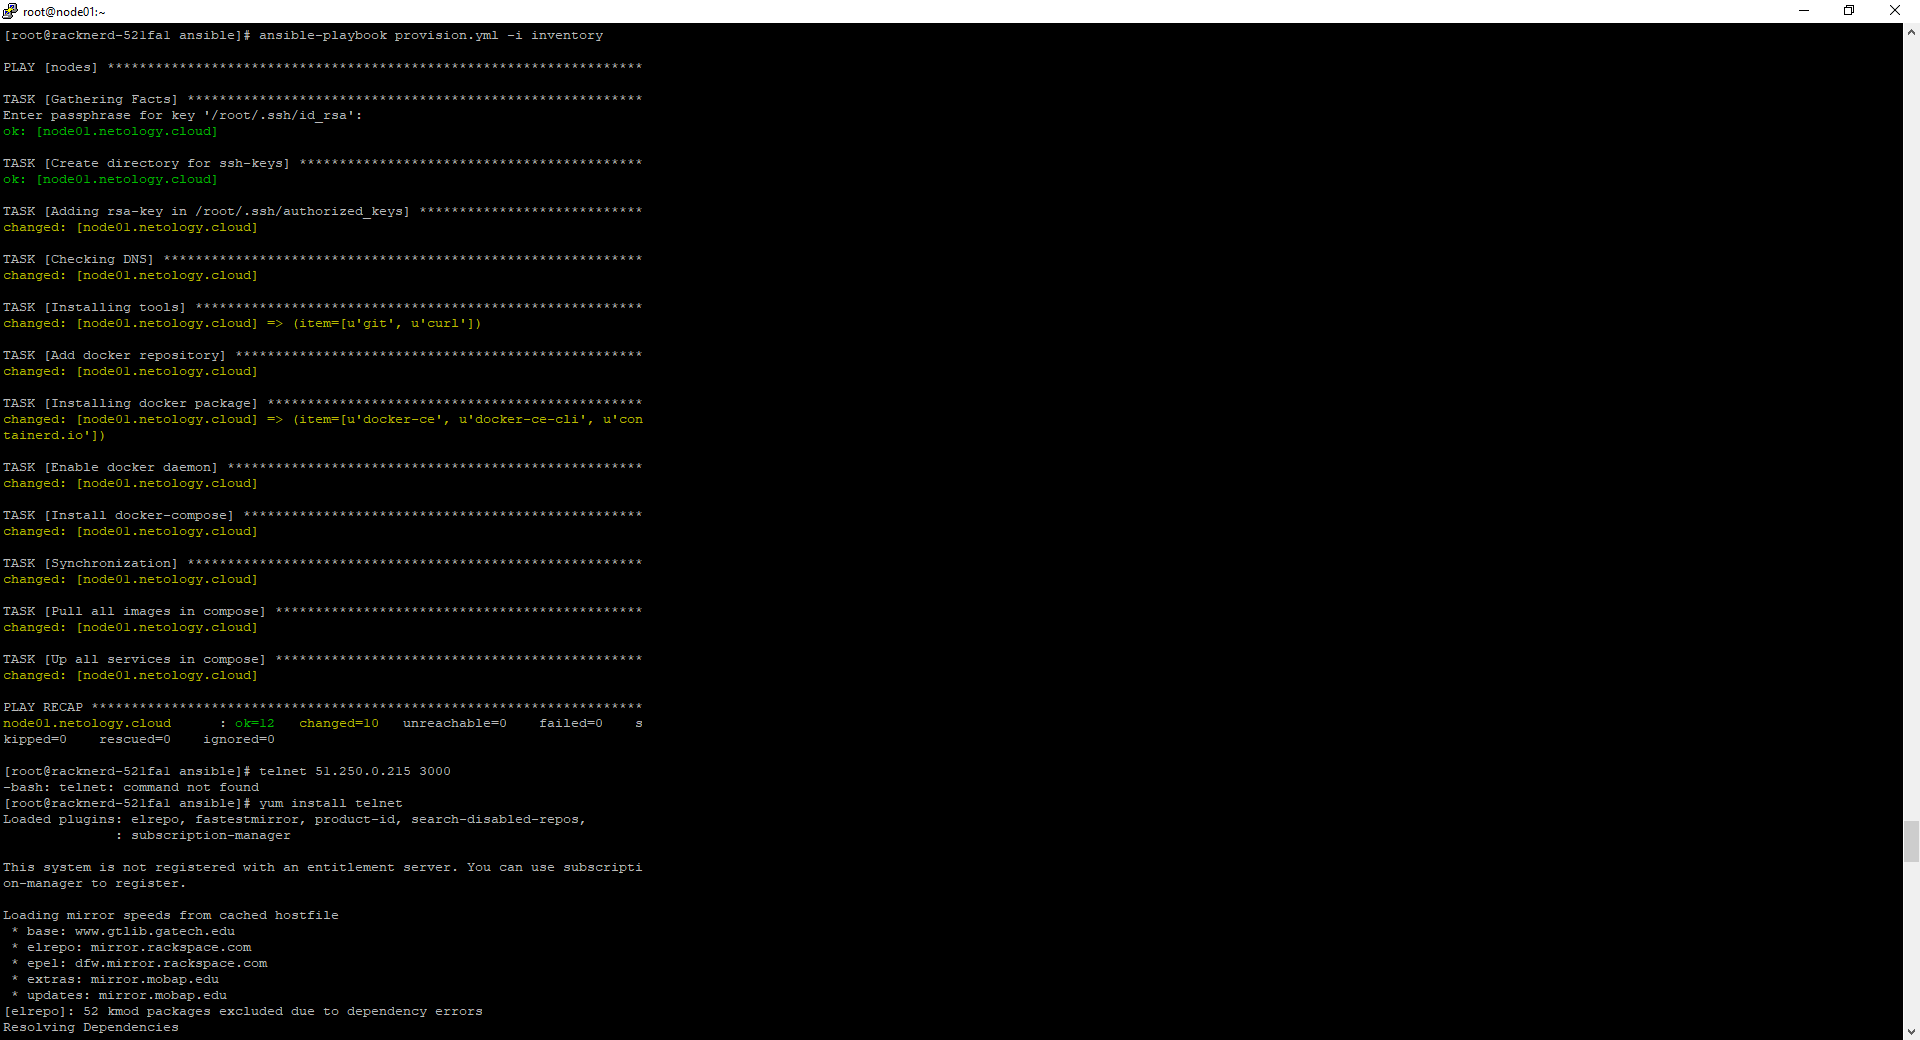 root@node01:~
[root@racknerd-521fa1 ansible]# ansible-playbook provision.yml -i inventory
PLAY [nodes] *******************************************************************
TASK [Gathering Facts] *********************************************************
Enter passphrase for key '/root/.ssh/id_rsa':
ok: [node01.netology.cloud]
TASK [Create directory for ssh-keys] *******************************************
ok: [node01.netology.cloud]
TASK [Adding rsa-key in /root/.ssh/authorized_keys] ****************************
changed: [node01.netology.cloud]
TASK [Checking DNS] ************************************************************
changed: [node01.netology.cloud]
TASK [Installing tools] ********************************************************
changed: [node01.netology.cloud] => (item=[u'git', u'curl'])
TASK [Add docker repository] ***************************************************
changed: [node01.netology.cloud]
TASK [Installing docker package] ***********************************************
changed: [node01.netology.cloud] => (item=[u'docker-ce', u'docker-ce-cli', u'con
tainerd.io'])
TASK [Enable docker daemon] ****************************************************
changed: [node01.netology.cloud]
TASK [Install docker-compose] **************************************************
changed: [node01.netology.cloud]
TASK [Synchronization] *********************************************************
changed: [node01.netology.cloud]
TASK [Pull all images in compose] **********************************************
changed: [node01.netology.cloud]
TASK [Up all services in compose] **********************************************
changed: [node01.netology.cloud]
PLAY RECAP *********************************************************************
node01.netology.cloud      : ok=12   changed=10   unreachable=0    failed=0    s
kipped=0    rescued=0    ignored=0
[root@racknerd-521fa1 ansible]# telnet 51.250.0.215 3000
-bash: telnet: command not found
[root@racknerd-521fa1 ansible]# yum install telnet
Loaded plugins: elrepo, fastestmirror, product-id, search-disabled-repos,
              : subscription-manager
This system is not registered with an entitlement server. You can use subscripti
on-manager to register.
Loading mirror speeds from cached hostfile
 * base: www.gtlib.gatech.edu
 * elrepo: mirror.rackspace.com
 * epel: dfw.mirror.rackspace.com
 * extras: mirror.mobap.edu
 * updates: mirror.mobap.edu
[elrepo]: 52 kmod packages excluded due to dependency errors
Resolving Dependencies